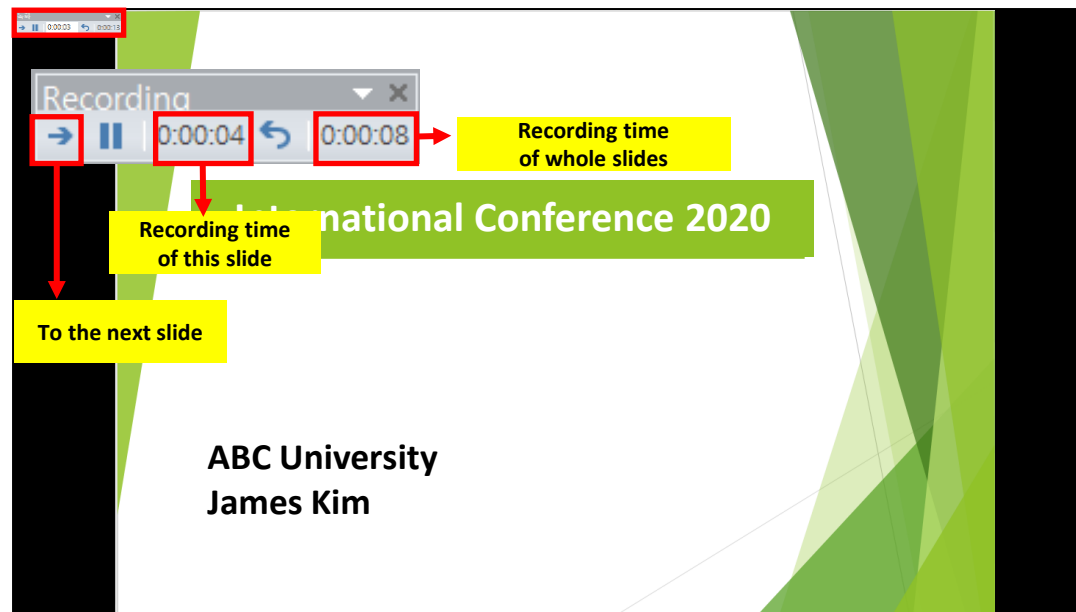 0:00:03 0:00:13
Recording
0:00:04 0:00:08
Recording time
of whole slides
International Conference 2020
Recording time
of this slide
To the next slide
ABC University
James Kim